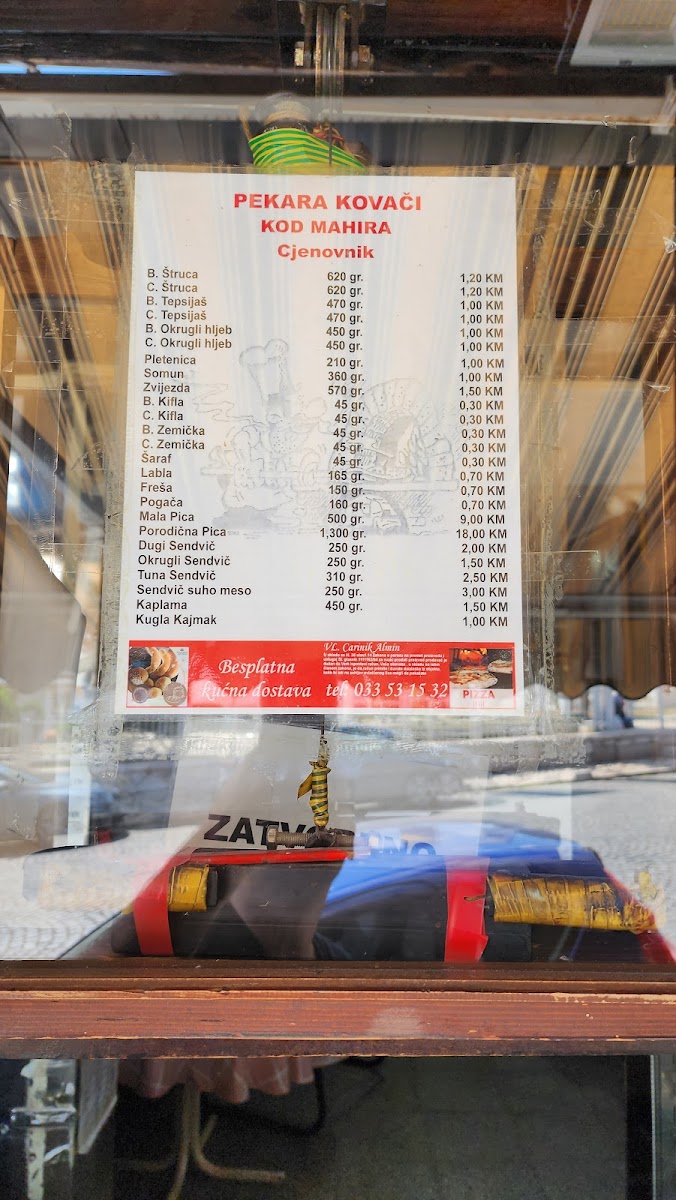 PEKARA KOVAČI
KOD MAHIRA
Cjenovnik
B. Štruca 620 gr. 1,20 KM
C. Štruca 620 gr. 1,20 KM
B. Tepsijaš 470 gr. 1,00 KM
C. Tepsijaš 470 gr. 1,00 KM
B. Okrugli hljeb 450 gr. 1,00 KM
C. Okrugli hljeb 450 gr. 1,00 KM
Pletenica 210 gr. 1,00 KM
Somun 360 gr. 1,00 KM
Zvijezda 570 gr. 1,50 KM
B. Kifla 45 gr. 0,30 KM
C. Kifla 45 gr. 0,30 KM
B. Zemička 45 gr. 0,30 KM
C. Zemička 45 gr. 0,30 KM
Šaraf 45 gr. 0,30 KM
Labla 165 gr. 0,70 KM
Freša 150 gr. 0,70 KM
Pogača 160 gr. 0,70 KM
Mala Pica 500 gr. 9,00 KM
Porodična Pica 1,300 gr. 18,00 KM
Dugi Sendvič 250 gr. 2,00 KM
Okrugli Sendvič 250 gr. 1,50 KM
Tuna Sendvič 310 gr. 2,50 KM
Sendvič suho meso 250 gr. 3,00 KM
Kaplama 450 gr. 1,50 KM
Kugla Kajmak 1,00 KM
Besplatna
kućna dostava
VL. Carinik Almin
tel: 033 53 15 32
PIZZA